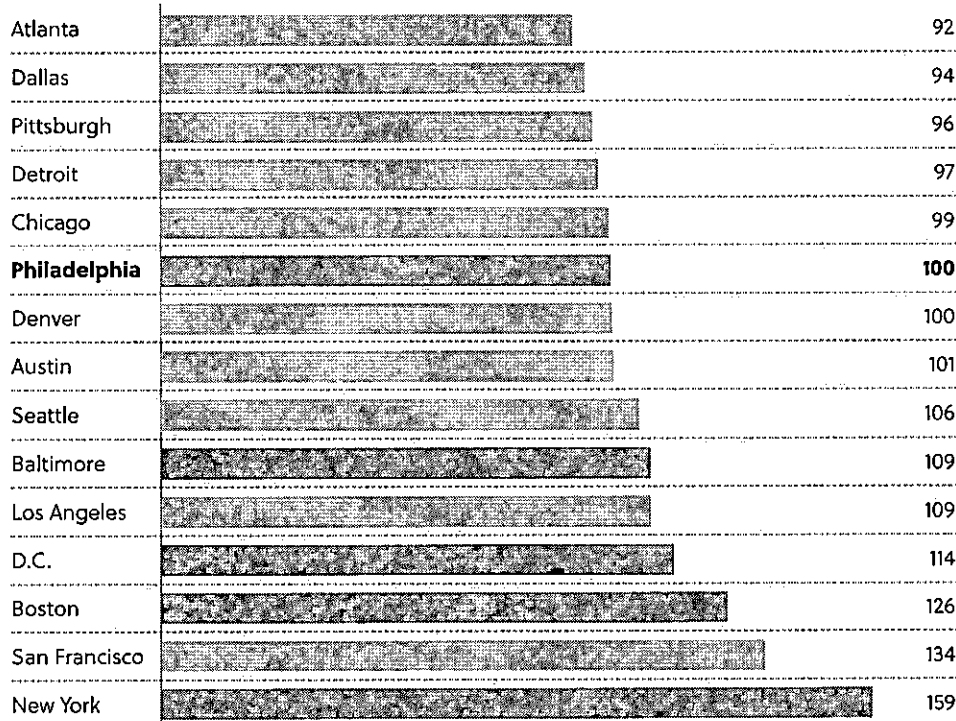 Atlanta 92
Dallas 94
Pittsburgh 96
Detroit 97
Chicago 99
Philadelphia 100
Denver 100
Austin 101
Seattle 106
Baltimore 109
Los Angeles 109
D.C. 114
Boston 126
San Francisco 134
New York 159